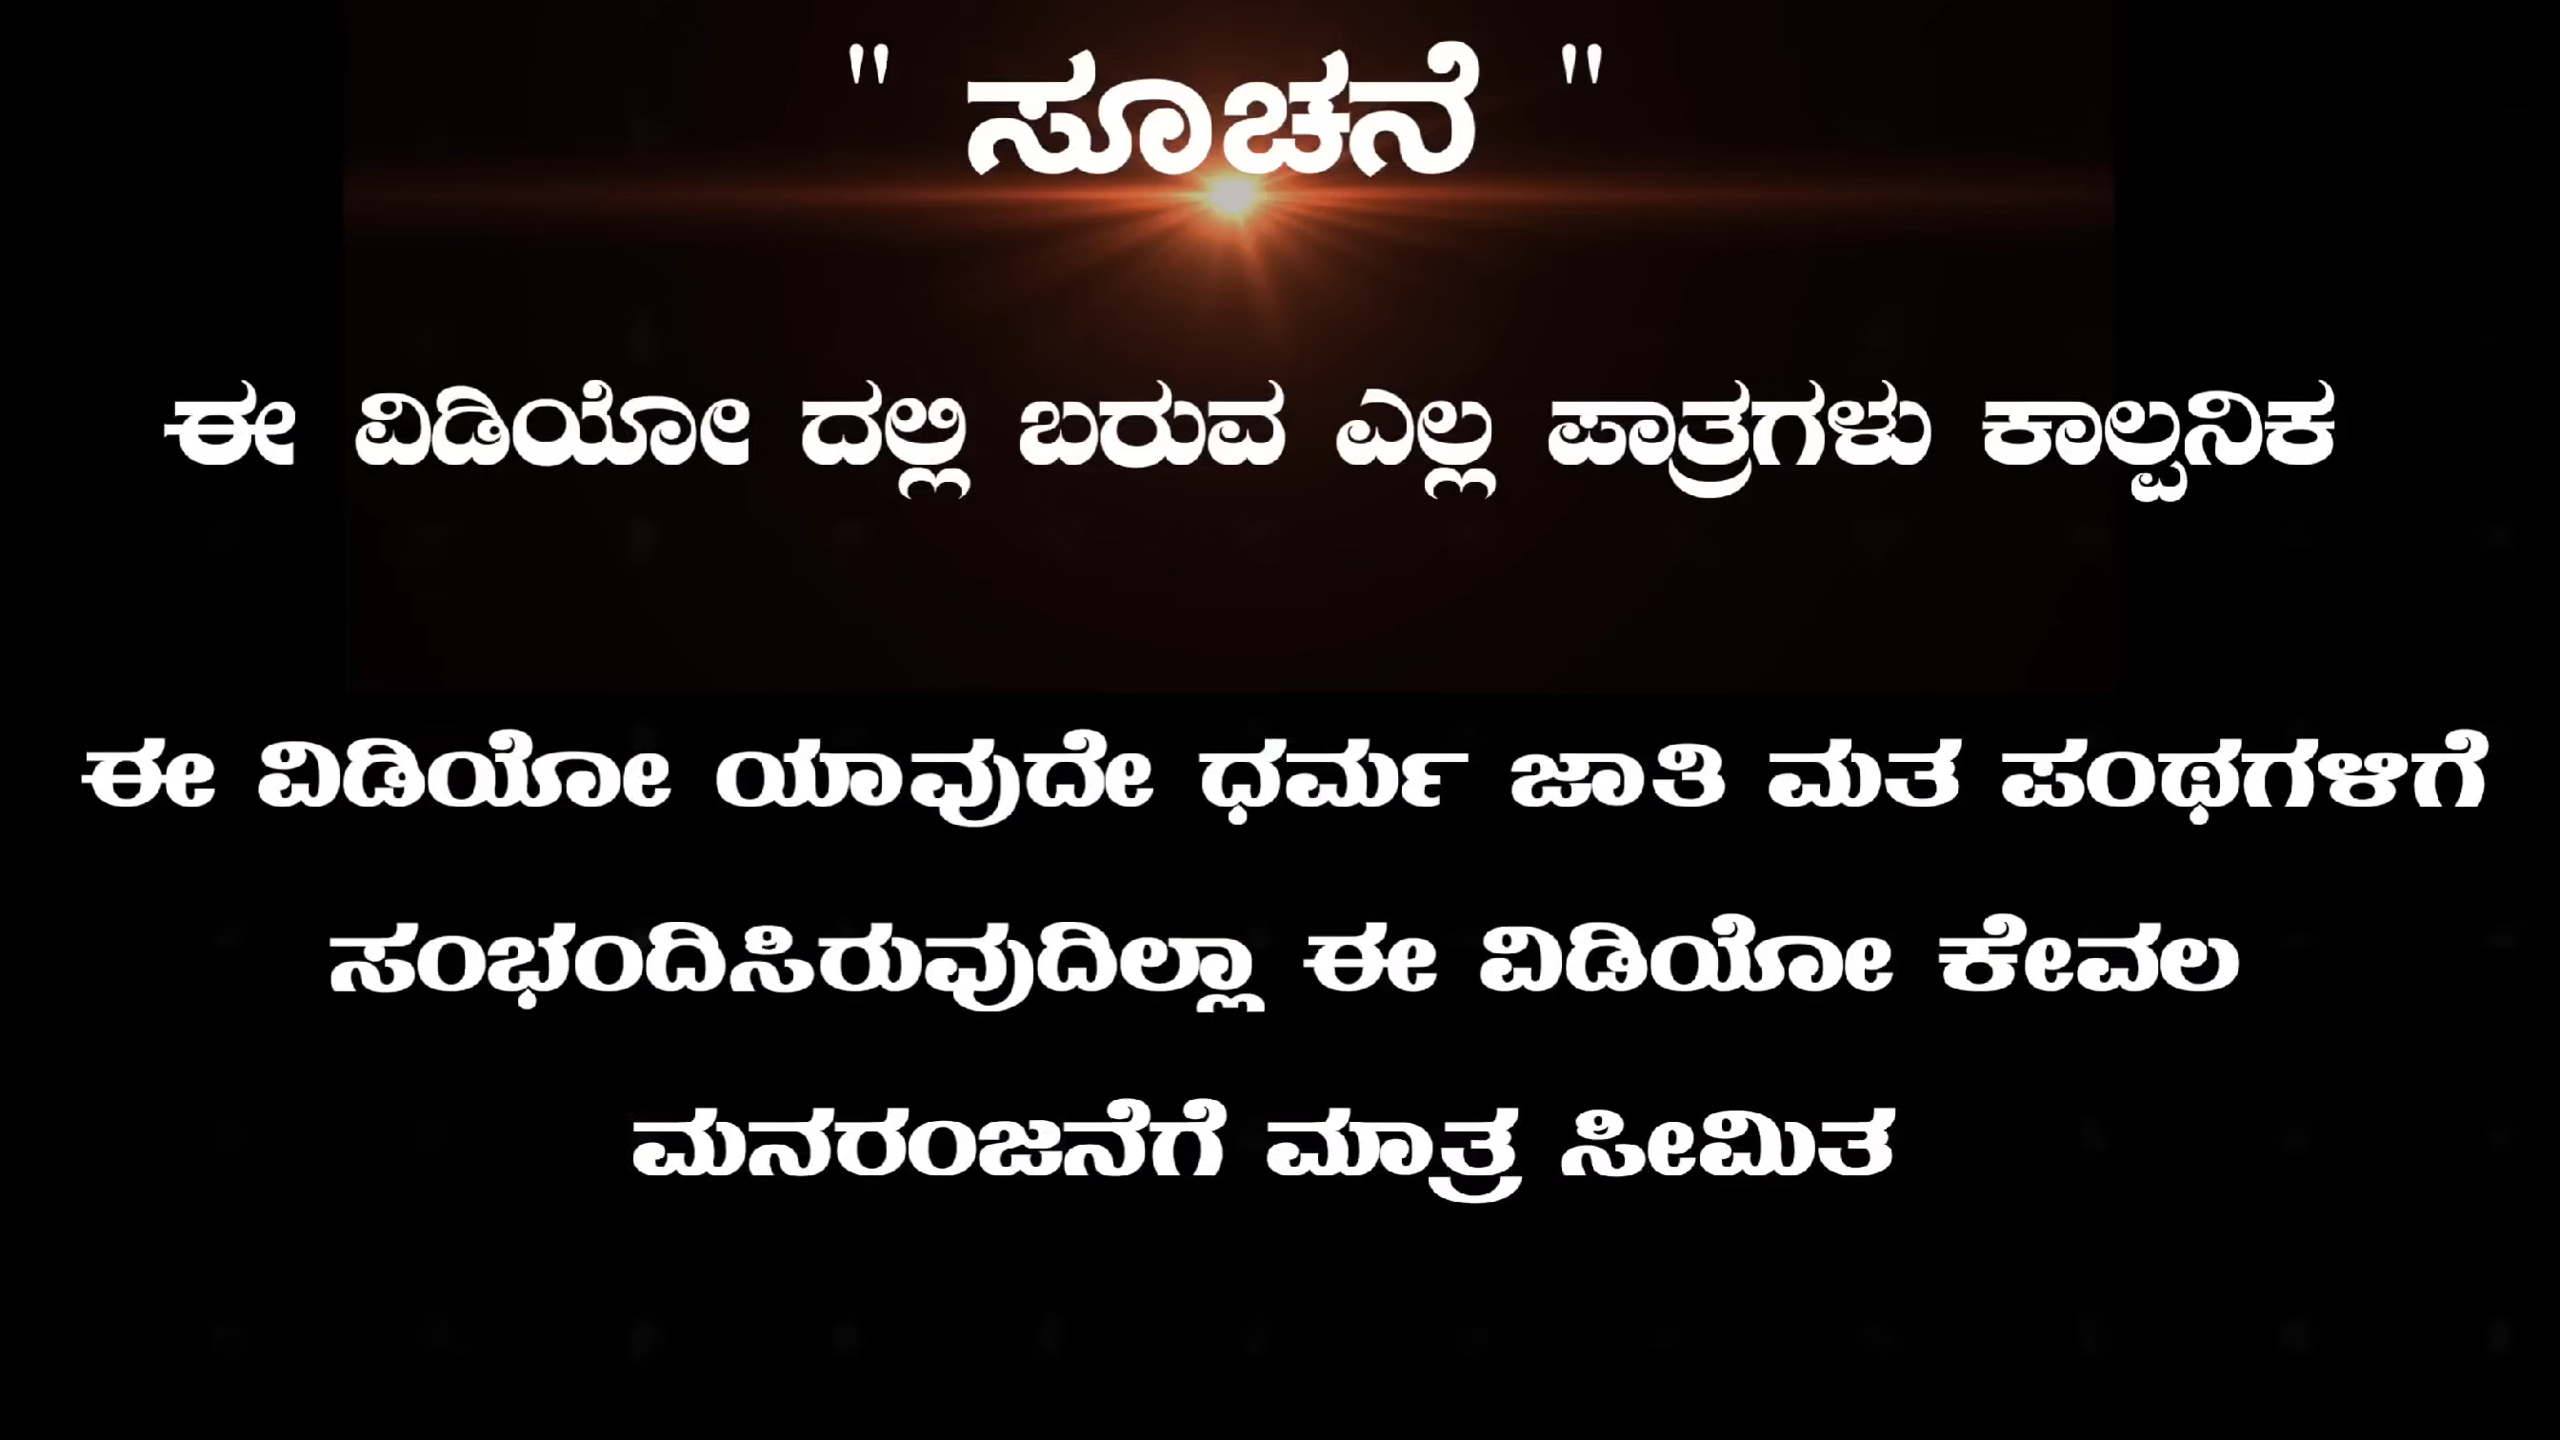 " ಸೂಚನೆ "
ಈ ವಿಡಿಯೋ ದಲ್ಲಿ ಬರುವ ಎಲ್ಲ ಪಾತ್ರಗಳು ಕಾಲ್ಪನಿಕ
ಈ ವಿಡಿಯೋ ಯಾವುದೇ ಧರ್ಮ ಜಾತಿ ಮತ ಪಂಥಗಳಿಗೆ
ಸಂಭಂದಿಸಿರುವುದಿಲ್ಲಾ ಈ ವಿಡಿಯೋ ಕೇವಲ
ಮನರಂಜನೆಗೆ ಮಾತ್ರ ಸೀಮಿತ